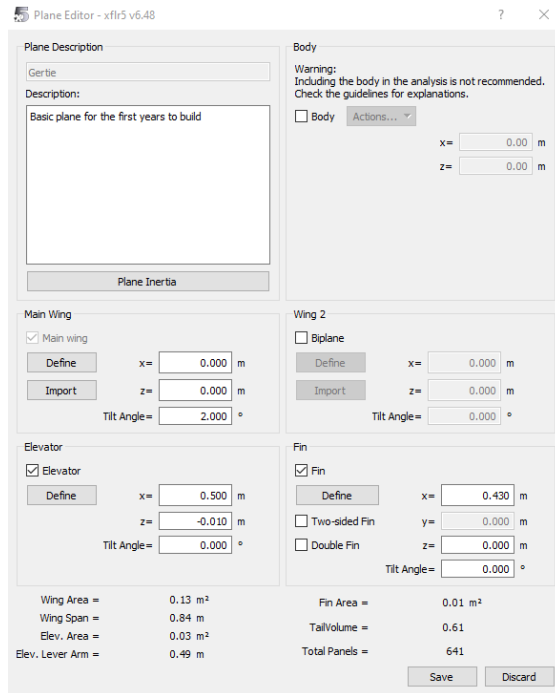 Plane Editor - xflr5 v6.48
Plane Description
Gertie
Description:
Basic plane for the first years to build
Plane Inertia
Body
Warning:
Including the body in the analysis is not recommended.
Check the guidelines for explanations.
Body Actions...
x= 0.00 m
z= 0.00 m
Main Wing
Main wing
Define x= 0.000 m
Import z= 0.000 m
Tilt Angle= 2.000 °
Wing 2
Biplane
Define x= 0.000 m
Import z= 0.000 m
Tilt Angle= 0.000 °
Elevator
Elevator
Define x= 0.500 m
z= -0.010 m
Tilt Angle= 0.000 °
Fin
Fin
Define x= 0.430 m
Two-sided Fin y= 0.000 m
Double Fin z= 0.000 m
Tilt Angle= 0.000 °
Wing Area = 0.13 m²
Wing Span = 0.84 m
Elev. Area = 0.03 m²
Elev. Lever Arm = 0.49 m
Fin Area = 0.01 m²
TailVolume = 0.61
Total Panels = 641
Save Discard